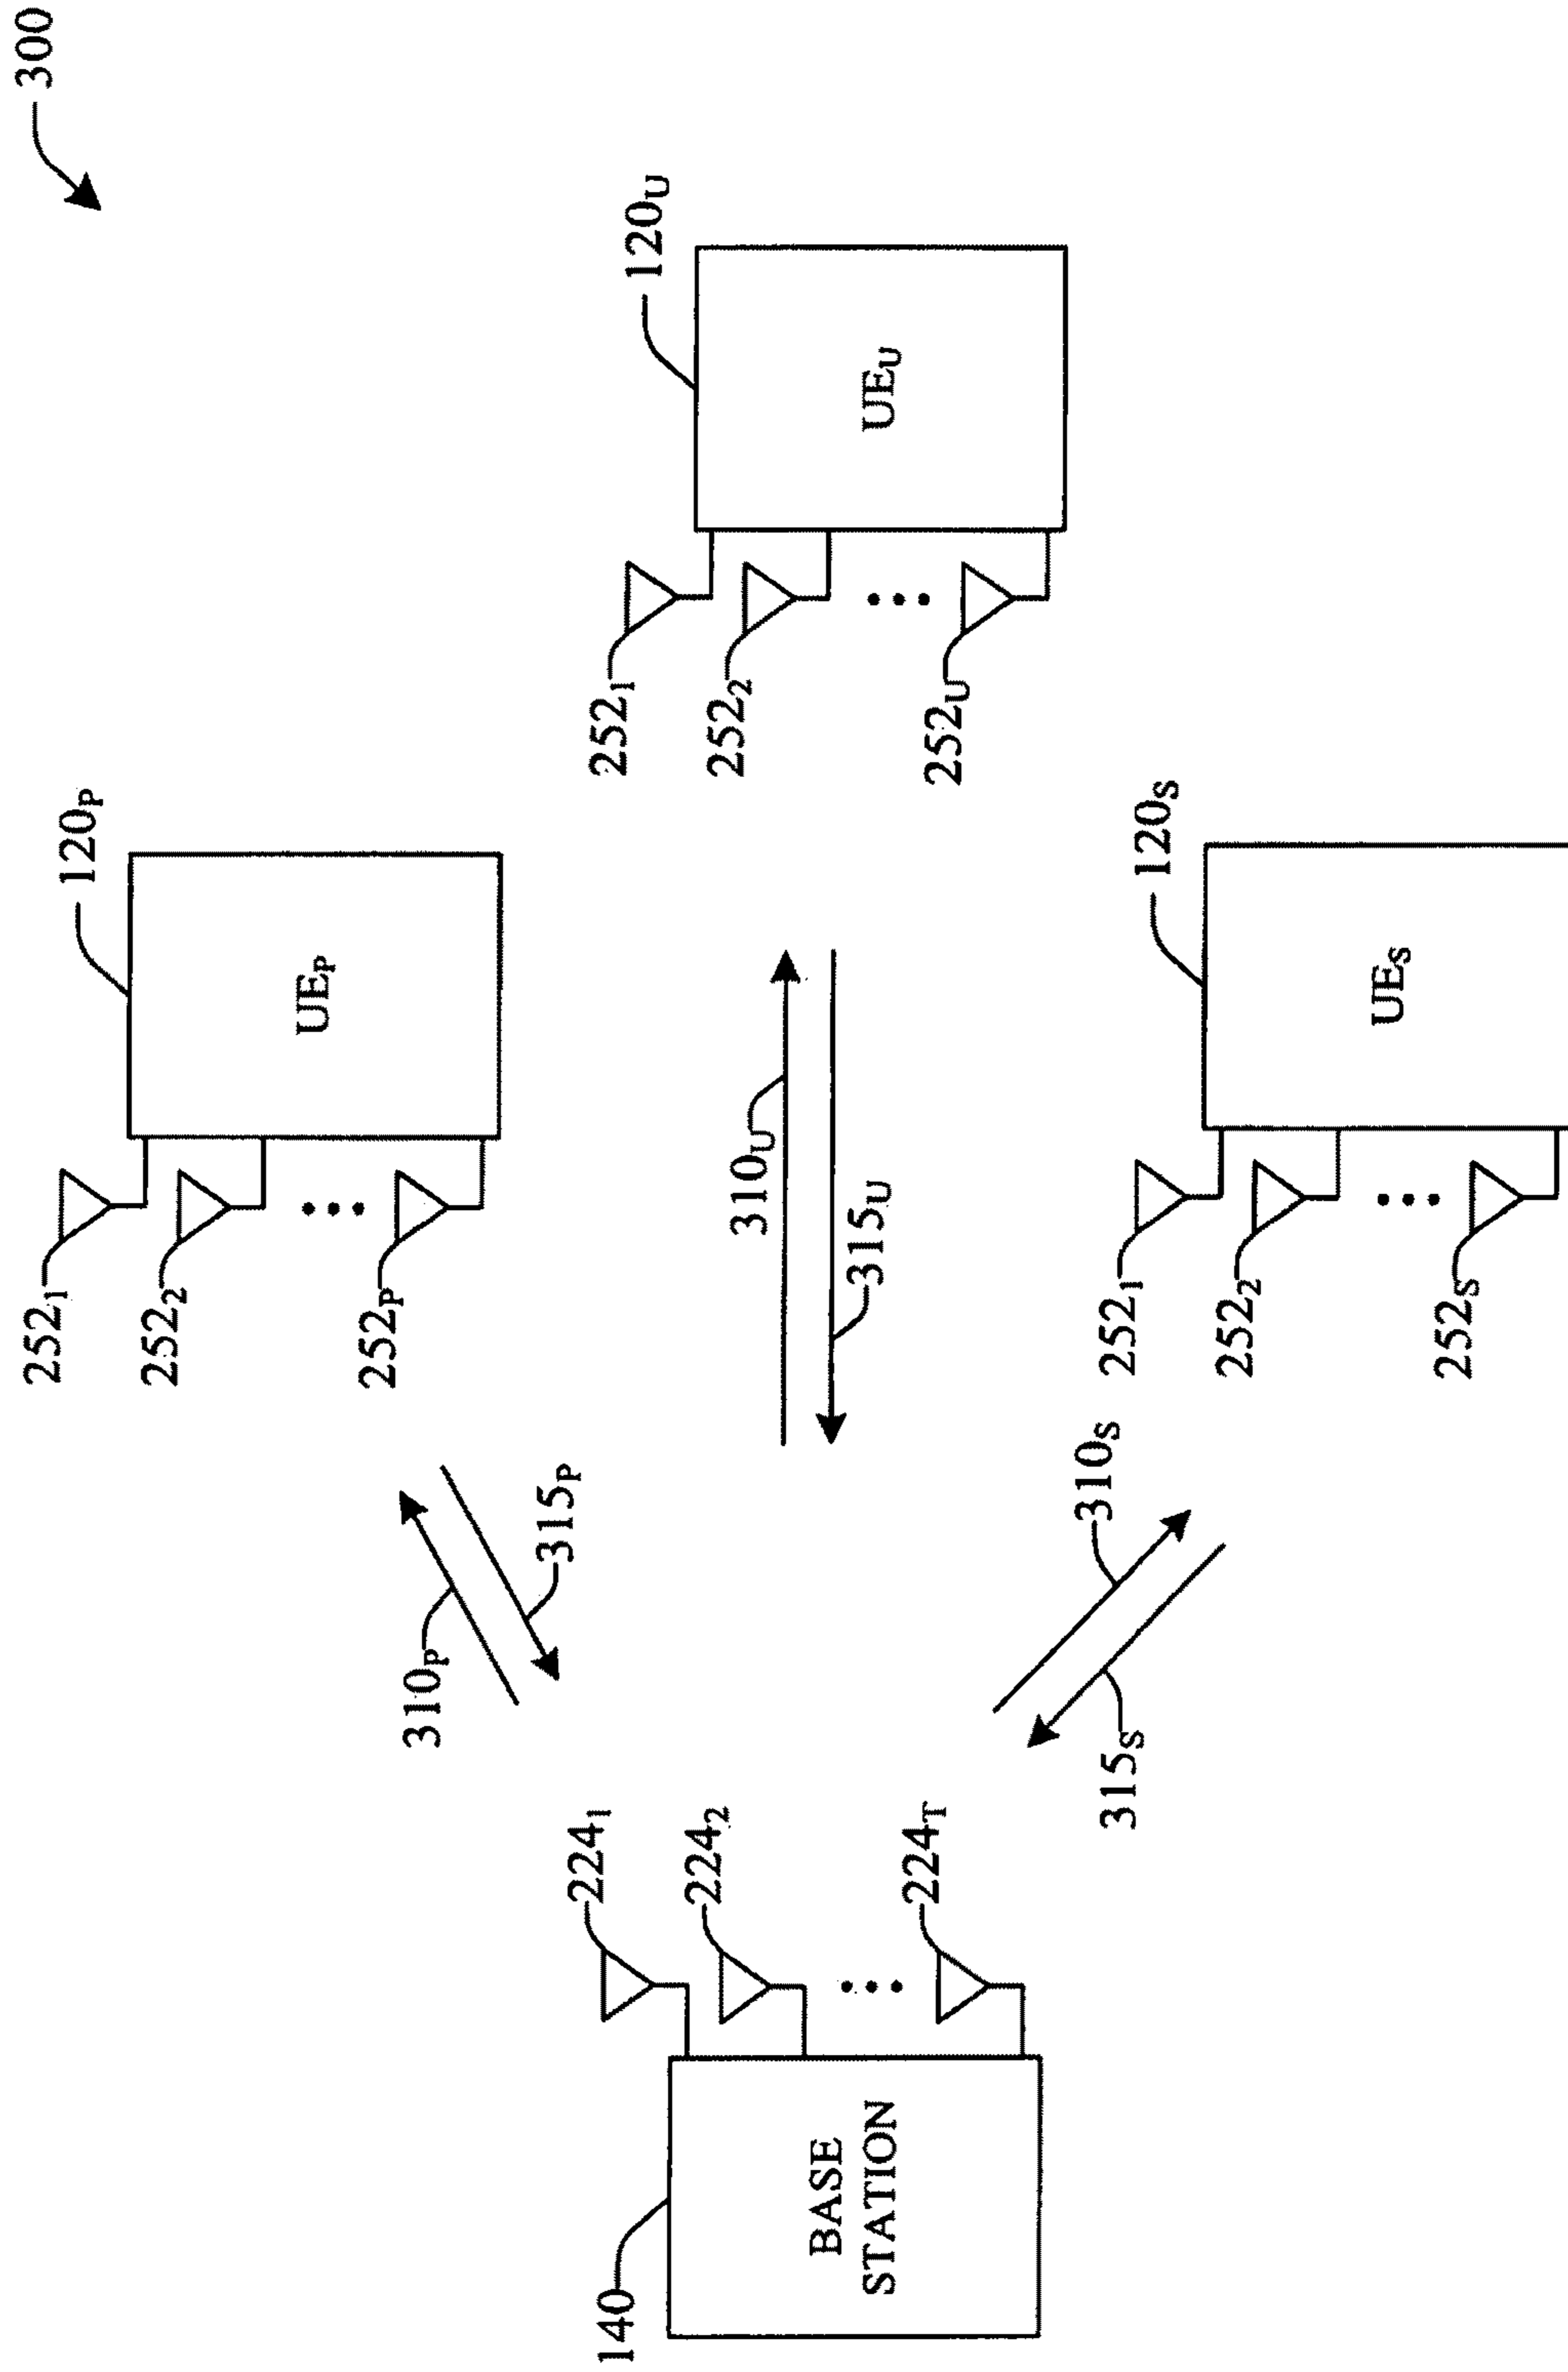 300
120P
UEP
2521
2522
252P
120U
UEU
2521
2522
252U
310P
315P
310U
315U
140
BASE
STATION
2241
2242
224T
310S
315S
120S
UES
2521
2522
252S